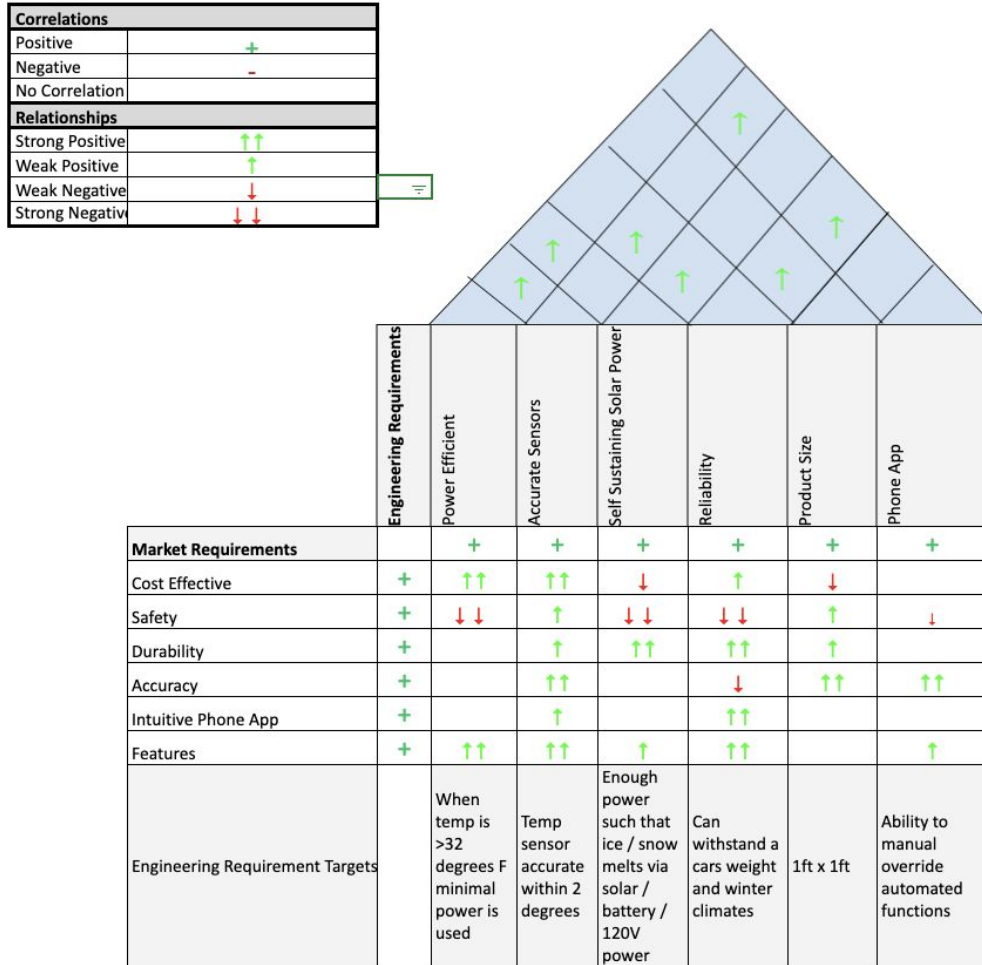 Correlations
Positive +
Negative -
No Correlation
Relationships
Strong Positive ↑↑
Weak Positive ↑
Weak Negative ↓
Strong Negativ ↓↓
Engineering Requirements
Power Efficient
Accurate Sensors
Self Sustaining Solar Power
Reliability
Product Size
Phone App
Market Requirements + + + + + +
Cost Effective + ↑↑ ↑↑ ↓ ↑ ↓
Safety + ↓↓ ↑ ↓↓ ↓↓ ↑ ↓
Durability + ↑ ↑↑ ↑↑ ↑
Accuracy + ↑↑ ↓ ↑↑ ↑↑
Intuitive Phone App + ↑ ↑↑
Features + ↑↑ ↑↑ ↑ ↑↑ ↑
Engineering Requirement Targets
When
temp is
>32
degrees F
minimal
power is
used
Temp
sensor
accurate
within 2
degrees
Enough
power
such that
ice / snow
melts via
solar /
battery /
120V
power
Can
withstand a
cars weight
and winter
climates
1ft x 1ft
Ability to
manual
override
automated
functions